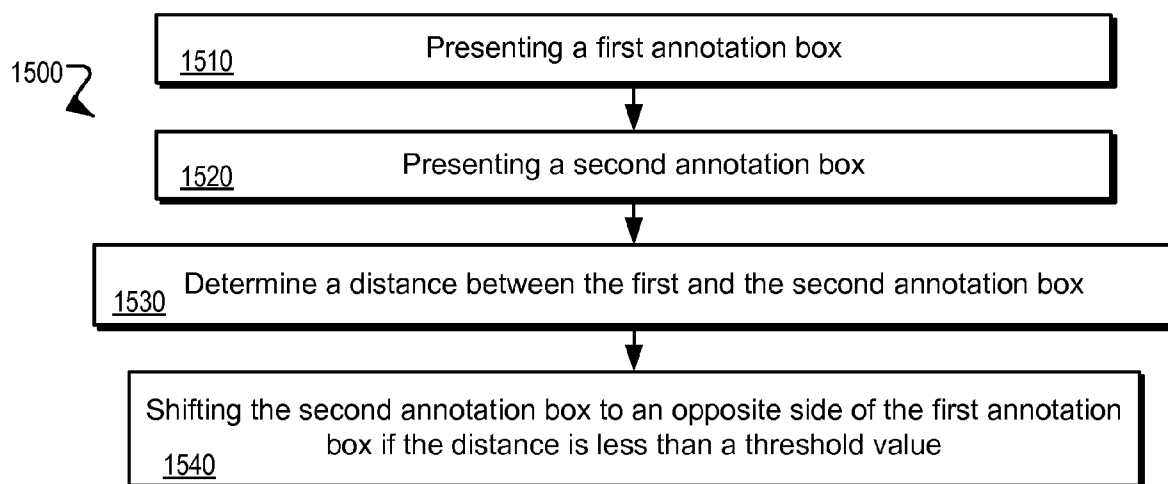 1500
Presenting a first annotation box
1510
Presenting a second annotation box
1520
Determine a distance between the first and the second annotation box
1530
Shifting the second annotation box to an opposite side of the first annotation
box if the distance is less than a threshold value
1540